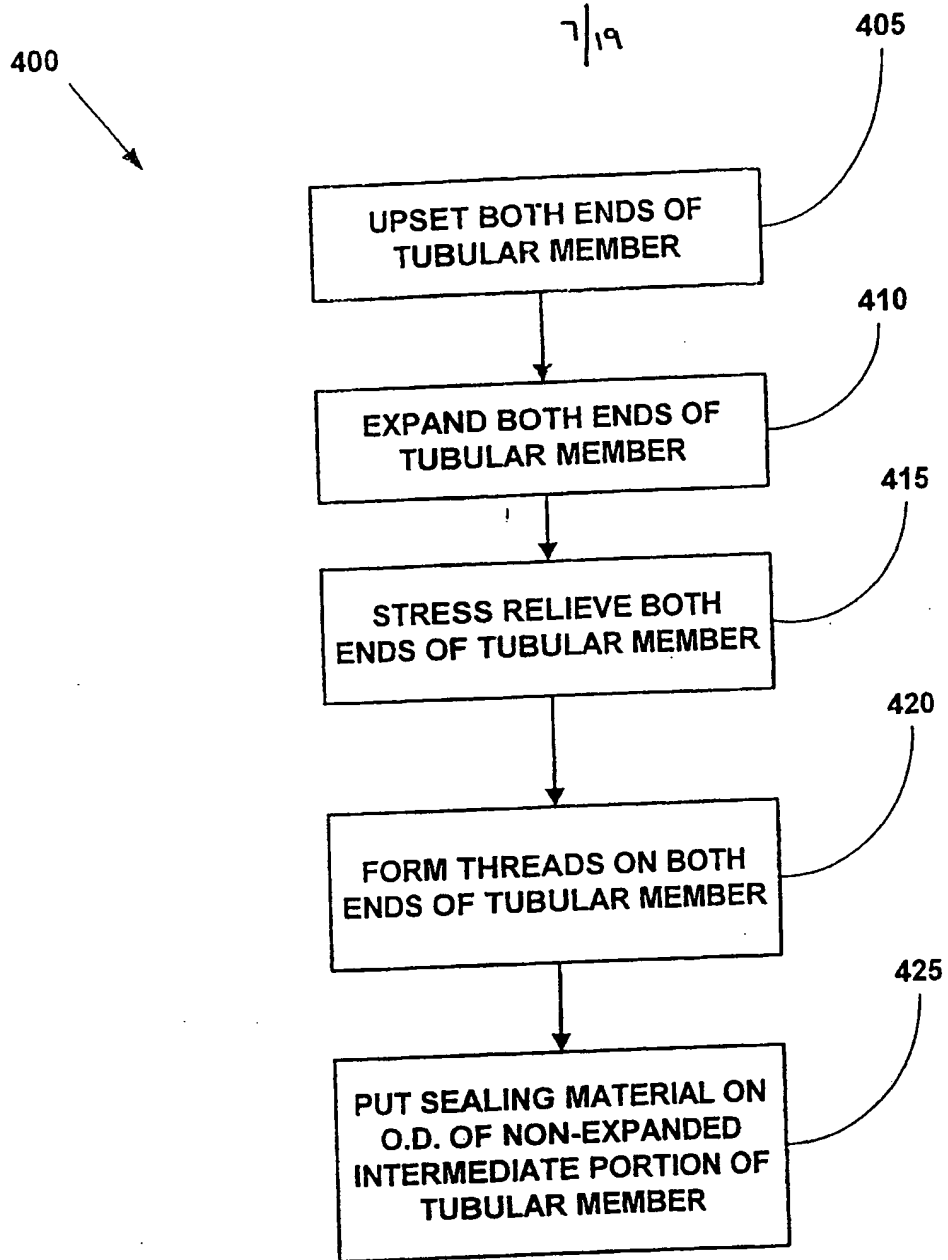 7/19
400
405
UPSET BOTH ENDS OF
TUBULAR MEMBER
410
EXPAND BOTH ENDS OF
TUBULAR MEMBER
415
STRESS RELIEVE BOTH
ENDS OF TUBULAR MEMBER
420
FORM THREADS ON BOTH
ENDS OF TUBULAR MEMBER
425
PUT SEALING MATERIAL ON
O.D. OF NON-EXPANDED
INTERMEDIATE PORTION OF
TUBULAR MEMBER